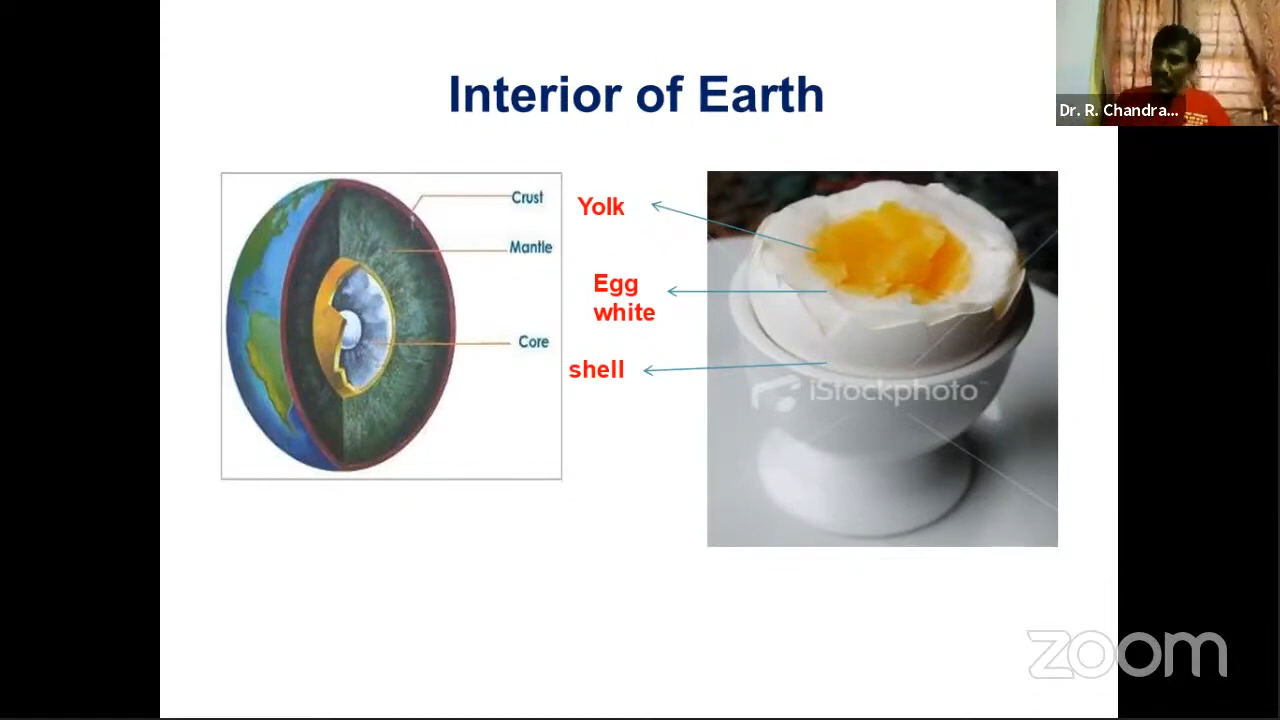 Interior of Earth
Dr. R. Chandra...
Crust
Mantle
Core
Yolk
Egg
white
shell
iStockphoto
zoom